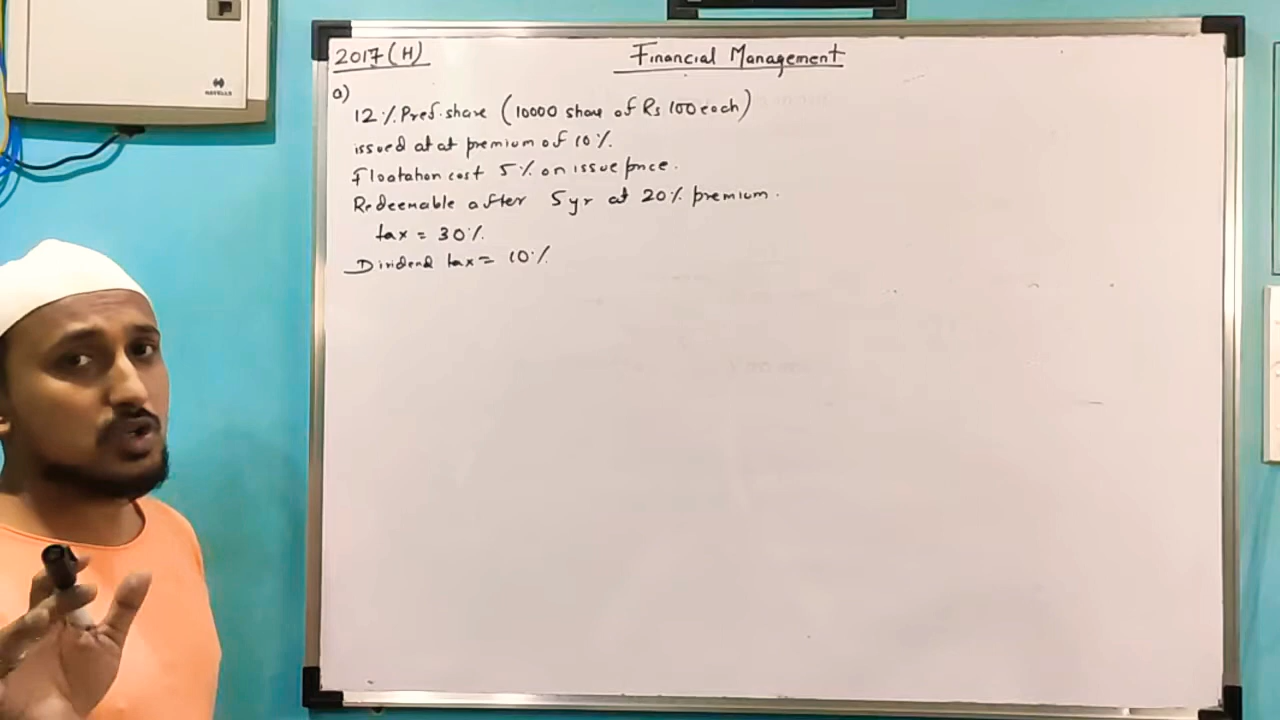 HAVELLS
2017 (H)
Financial Management
a)
12% Pref. share (10000 share of Rs 100 each)
issued at at premium of 10%.
Floatation cost 5% on issue price.
Redeemable after 5 yr at 20% premium.
tax = 30%.
Dividend tax = 10%.